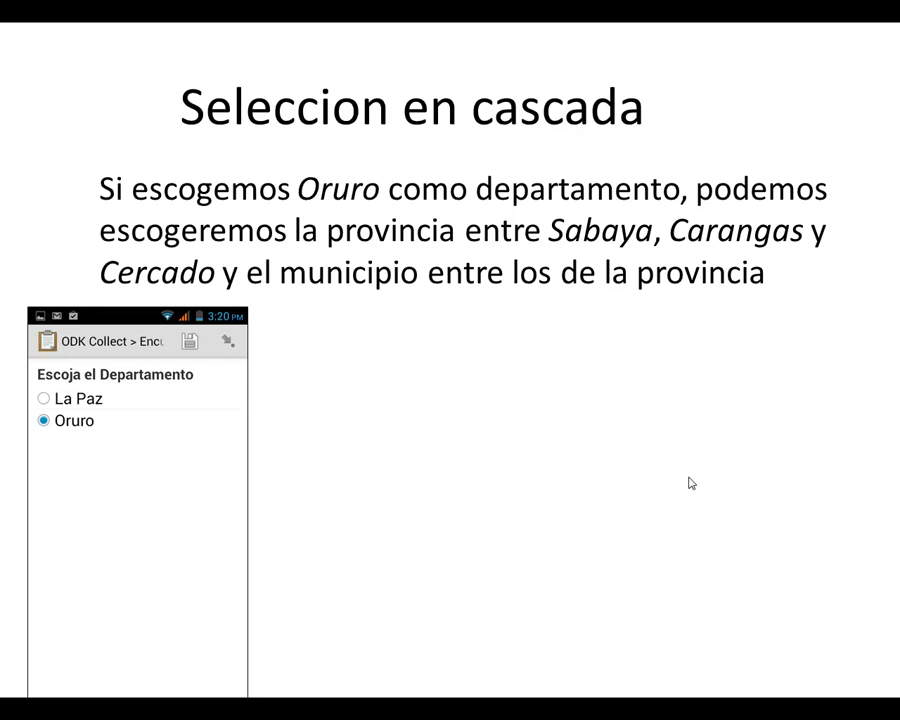 Seleccion en cascada
Si escogemos Oruro como departamento, podemos
escogeremos la provincia entre Sabaya, Carangas y
Cercado y el municipio entre los de la provincia
3:20 PM
ODK Collect > Encu
Escoja el Departamento
La Paz
Oruro